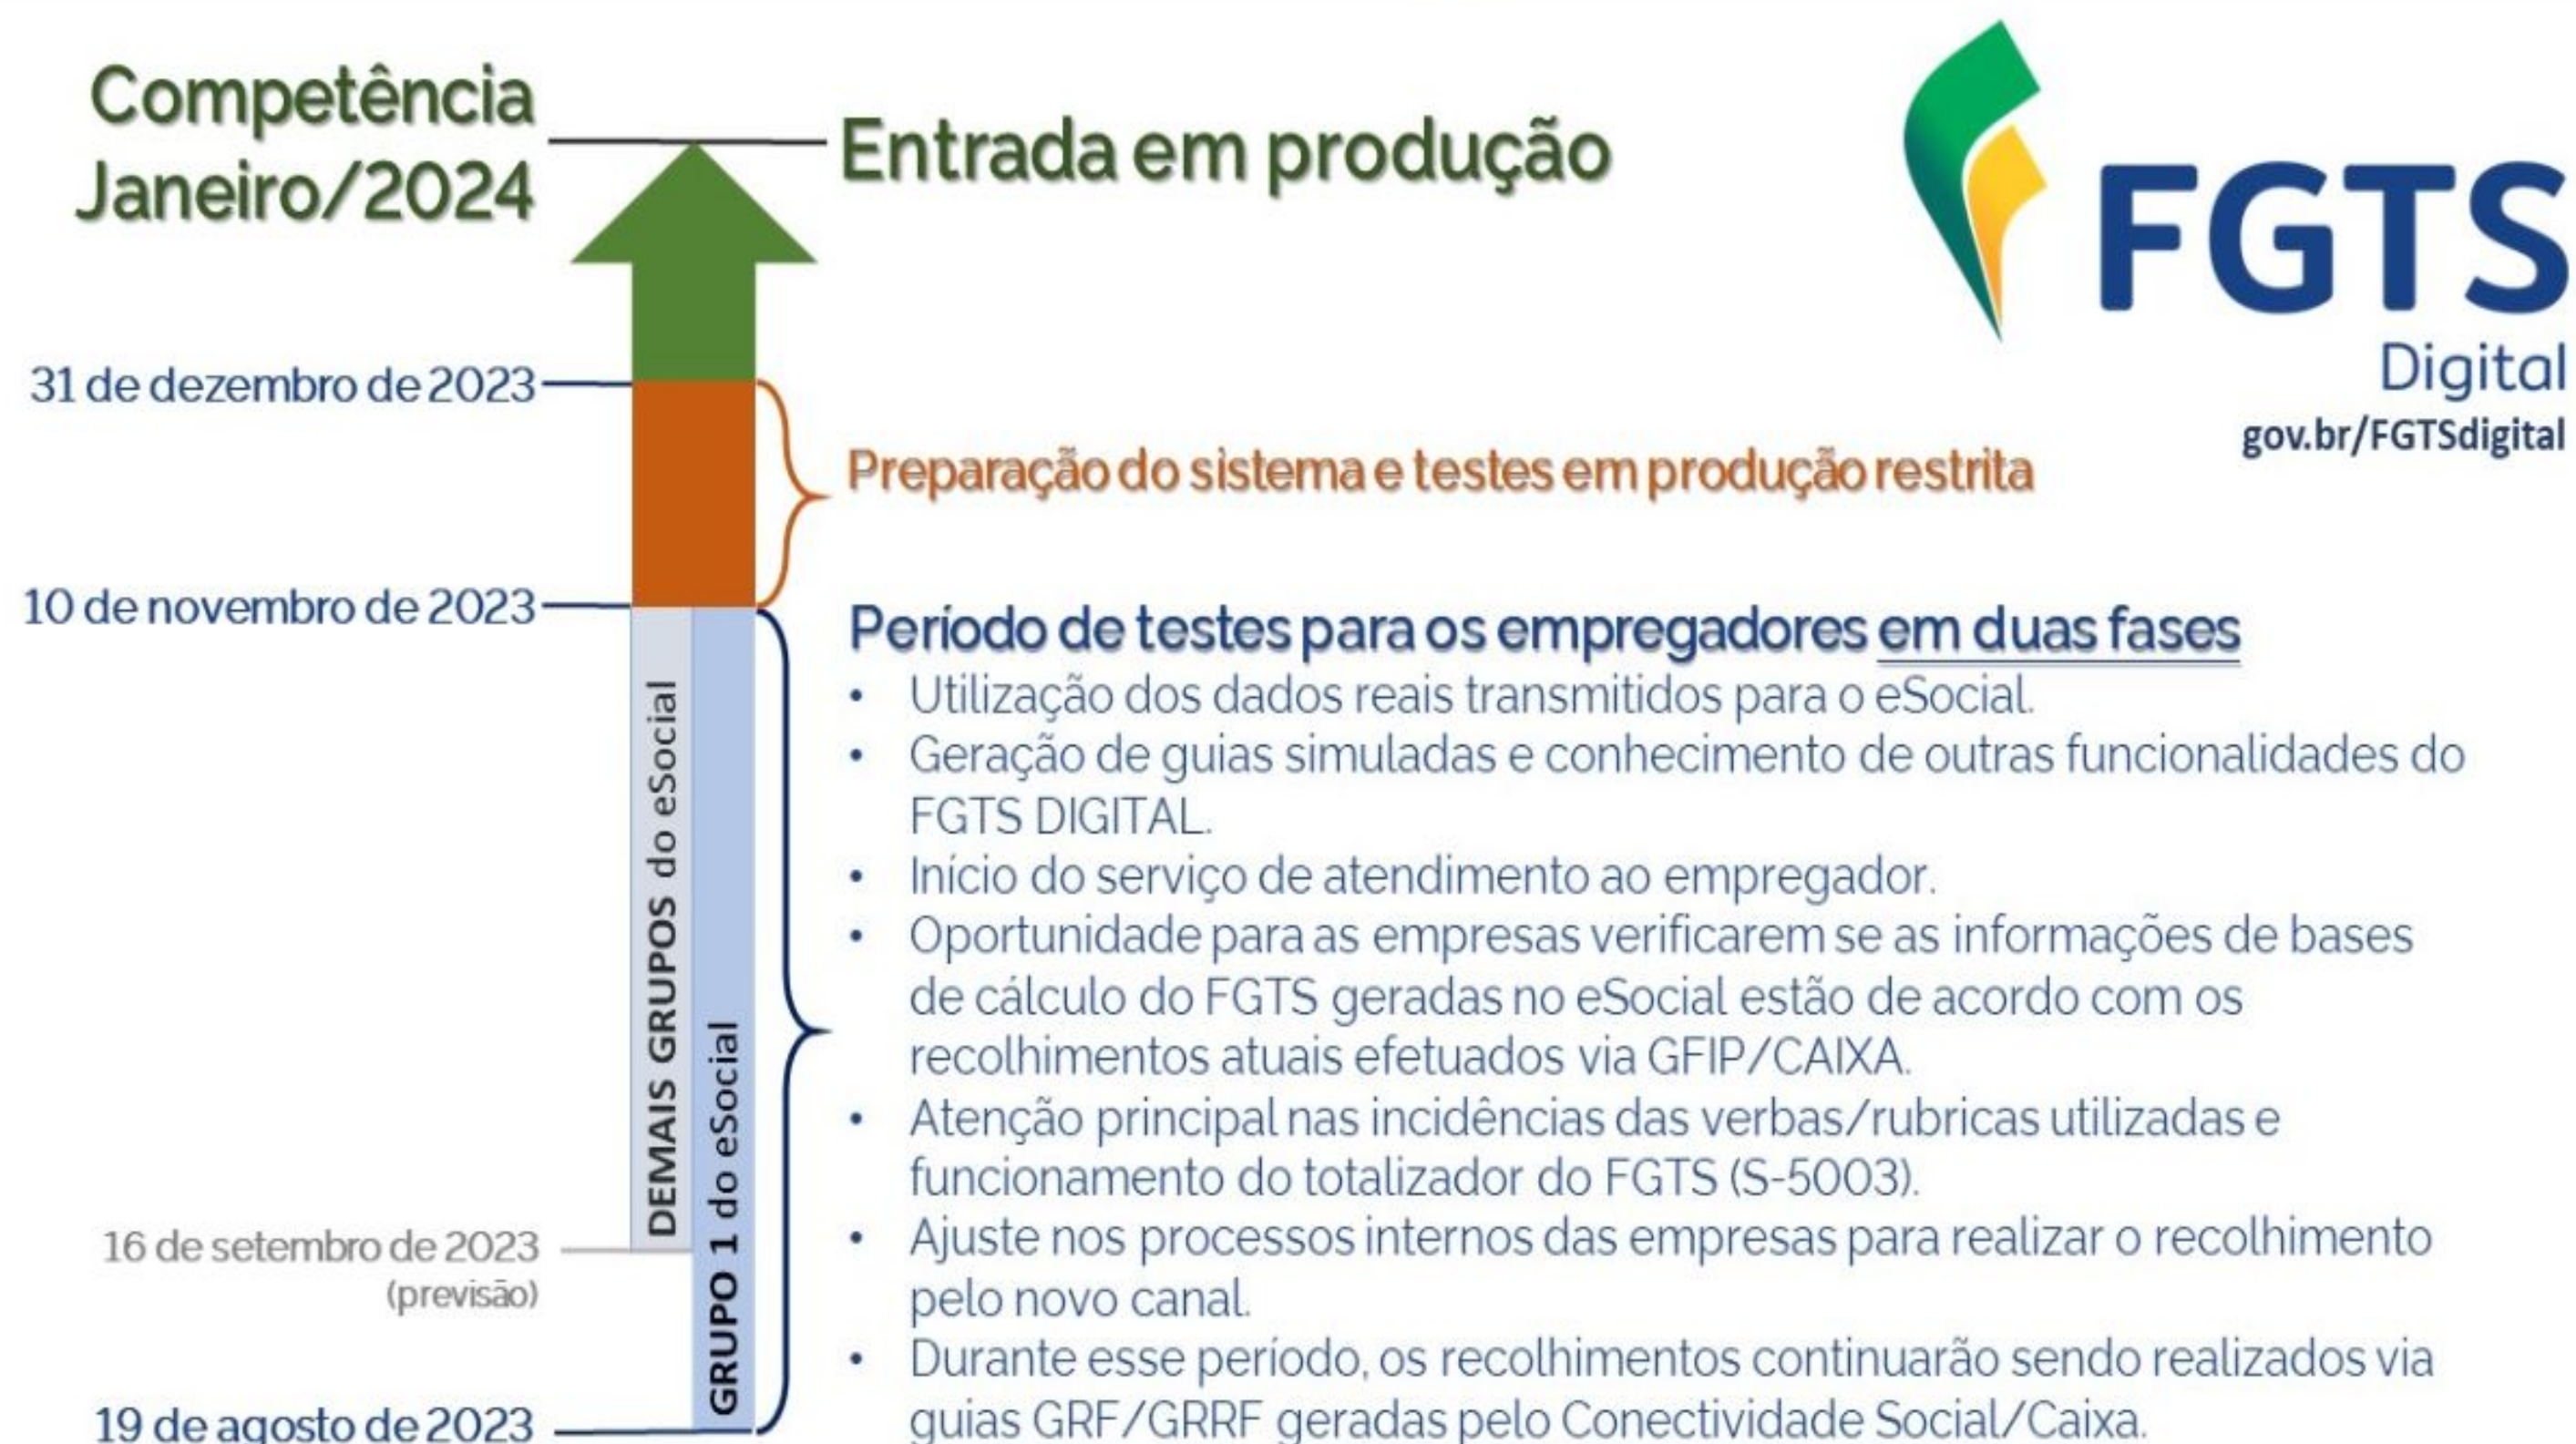 Competência
Janeiro/2024
Entrada em produção
FGTS
Digital
gov.br/FGTSdigital
31 de dezembro de 2023
Preparação do sistema e testes em produção restrita
10 de novembro de 2023
Período de testes para os empregadores em duas fases
• Utilização dos dados reais transmitidos para o eSocial.
• Geração de guias simuladas e conhecimento de outras funcionalidades do
FGTS DIGITAL.
• Início do serviço de atendimento ao empregador.
• Oportunidade para as empresas verificarem se as informações de bases
de cálculo do FGTS geradas no eSocial estão de acordo com os
recolhimentos atuais efetuados via GFIP/CAIXA.
• Atenção principal nas incidências das verbas/rubricas utilizadas e
funcionamento do totalizador do FGTS (S-5003).
• Ajuste nos processos internos das empresas para realizar o recolhimento
pelo novo canal.
• Durante esse período, os recolhimentos continuarão sendo realizados via
guias GRF/GRRF geradas pelo Conectividade Social/Caixa.
DEMAIS GRUPOS do eSocial
GRUPO 1 do eSocial
16 de setembro de 2023
(previsão)
19 de agosto de 2023